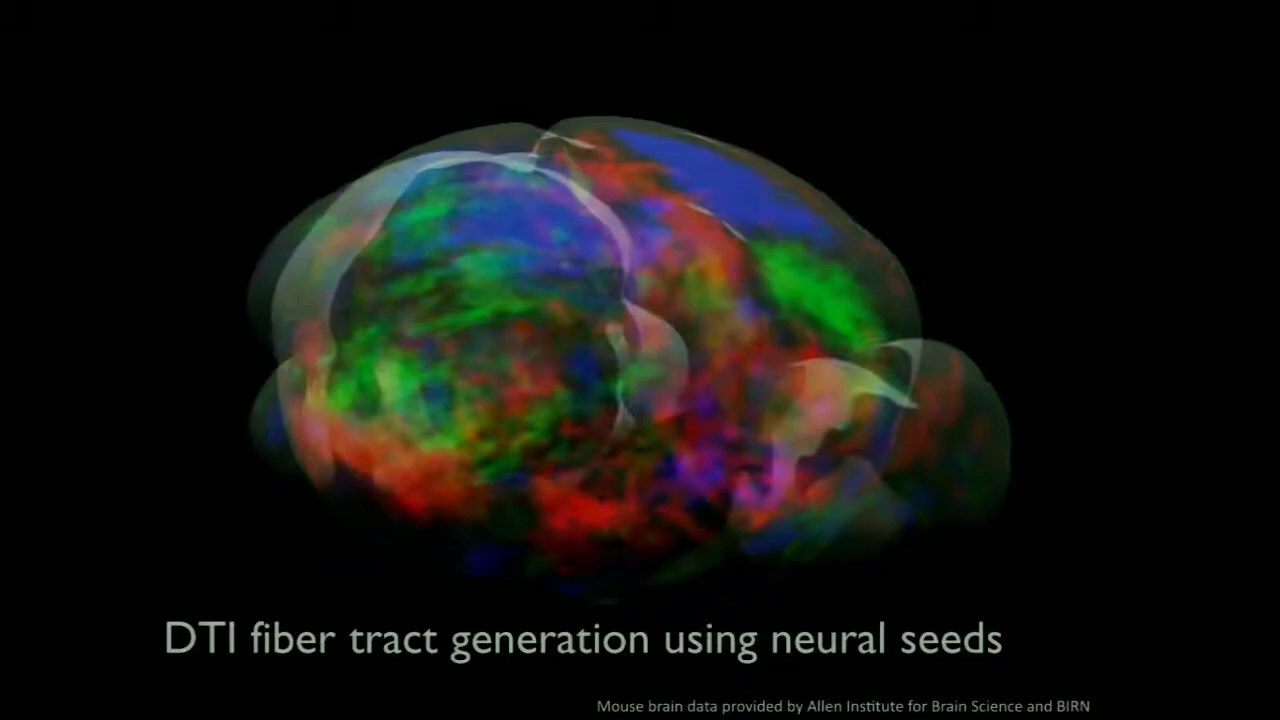 DTI fiber tract generation using neural seeds
Mouse brain data provided by Allen Institute for Brain Science and BIRN